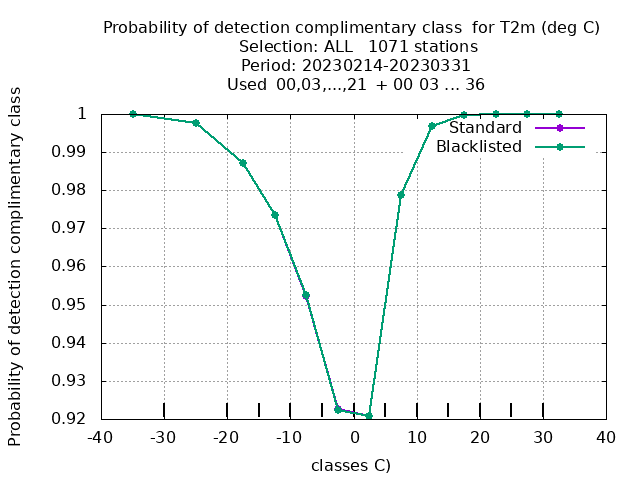 Probability of detection complimentary class  for T2m (deg C)
Selection: ALL   1071 stations
Period: 20230214-20230331
Used  00,03,...,21  + 00 03 ... 36
Probability of detection complimentary class
1
0.99
0.98
0.97
0.96
0.95
0.94
0.93
0.92
Standard
Blacklisted
-40 -30 -20 -10 0 10 20 30 40
classes C)